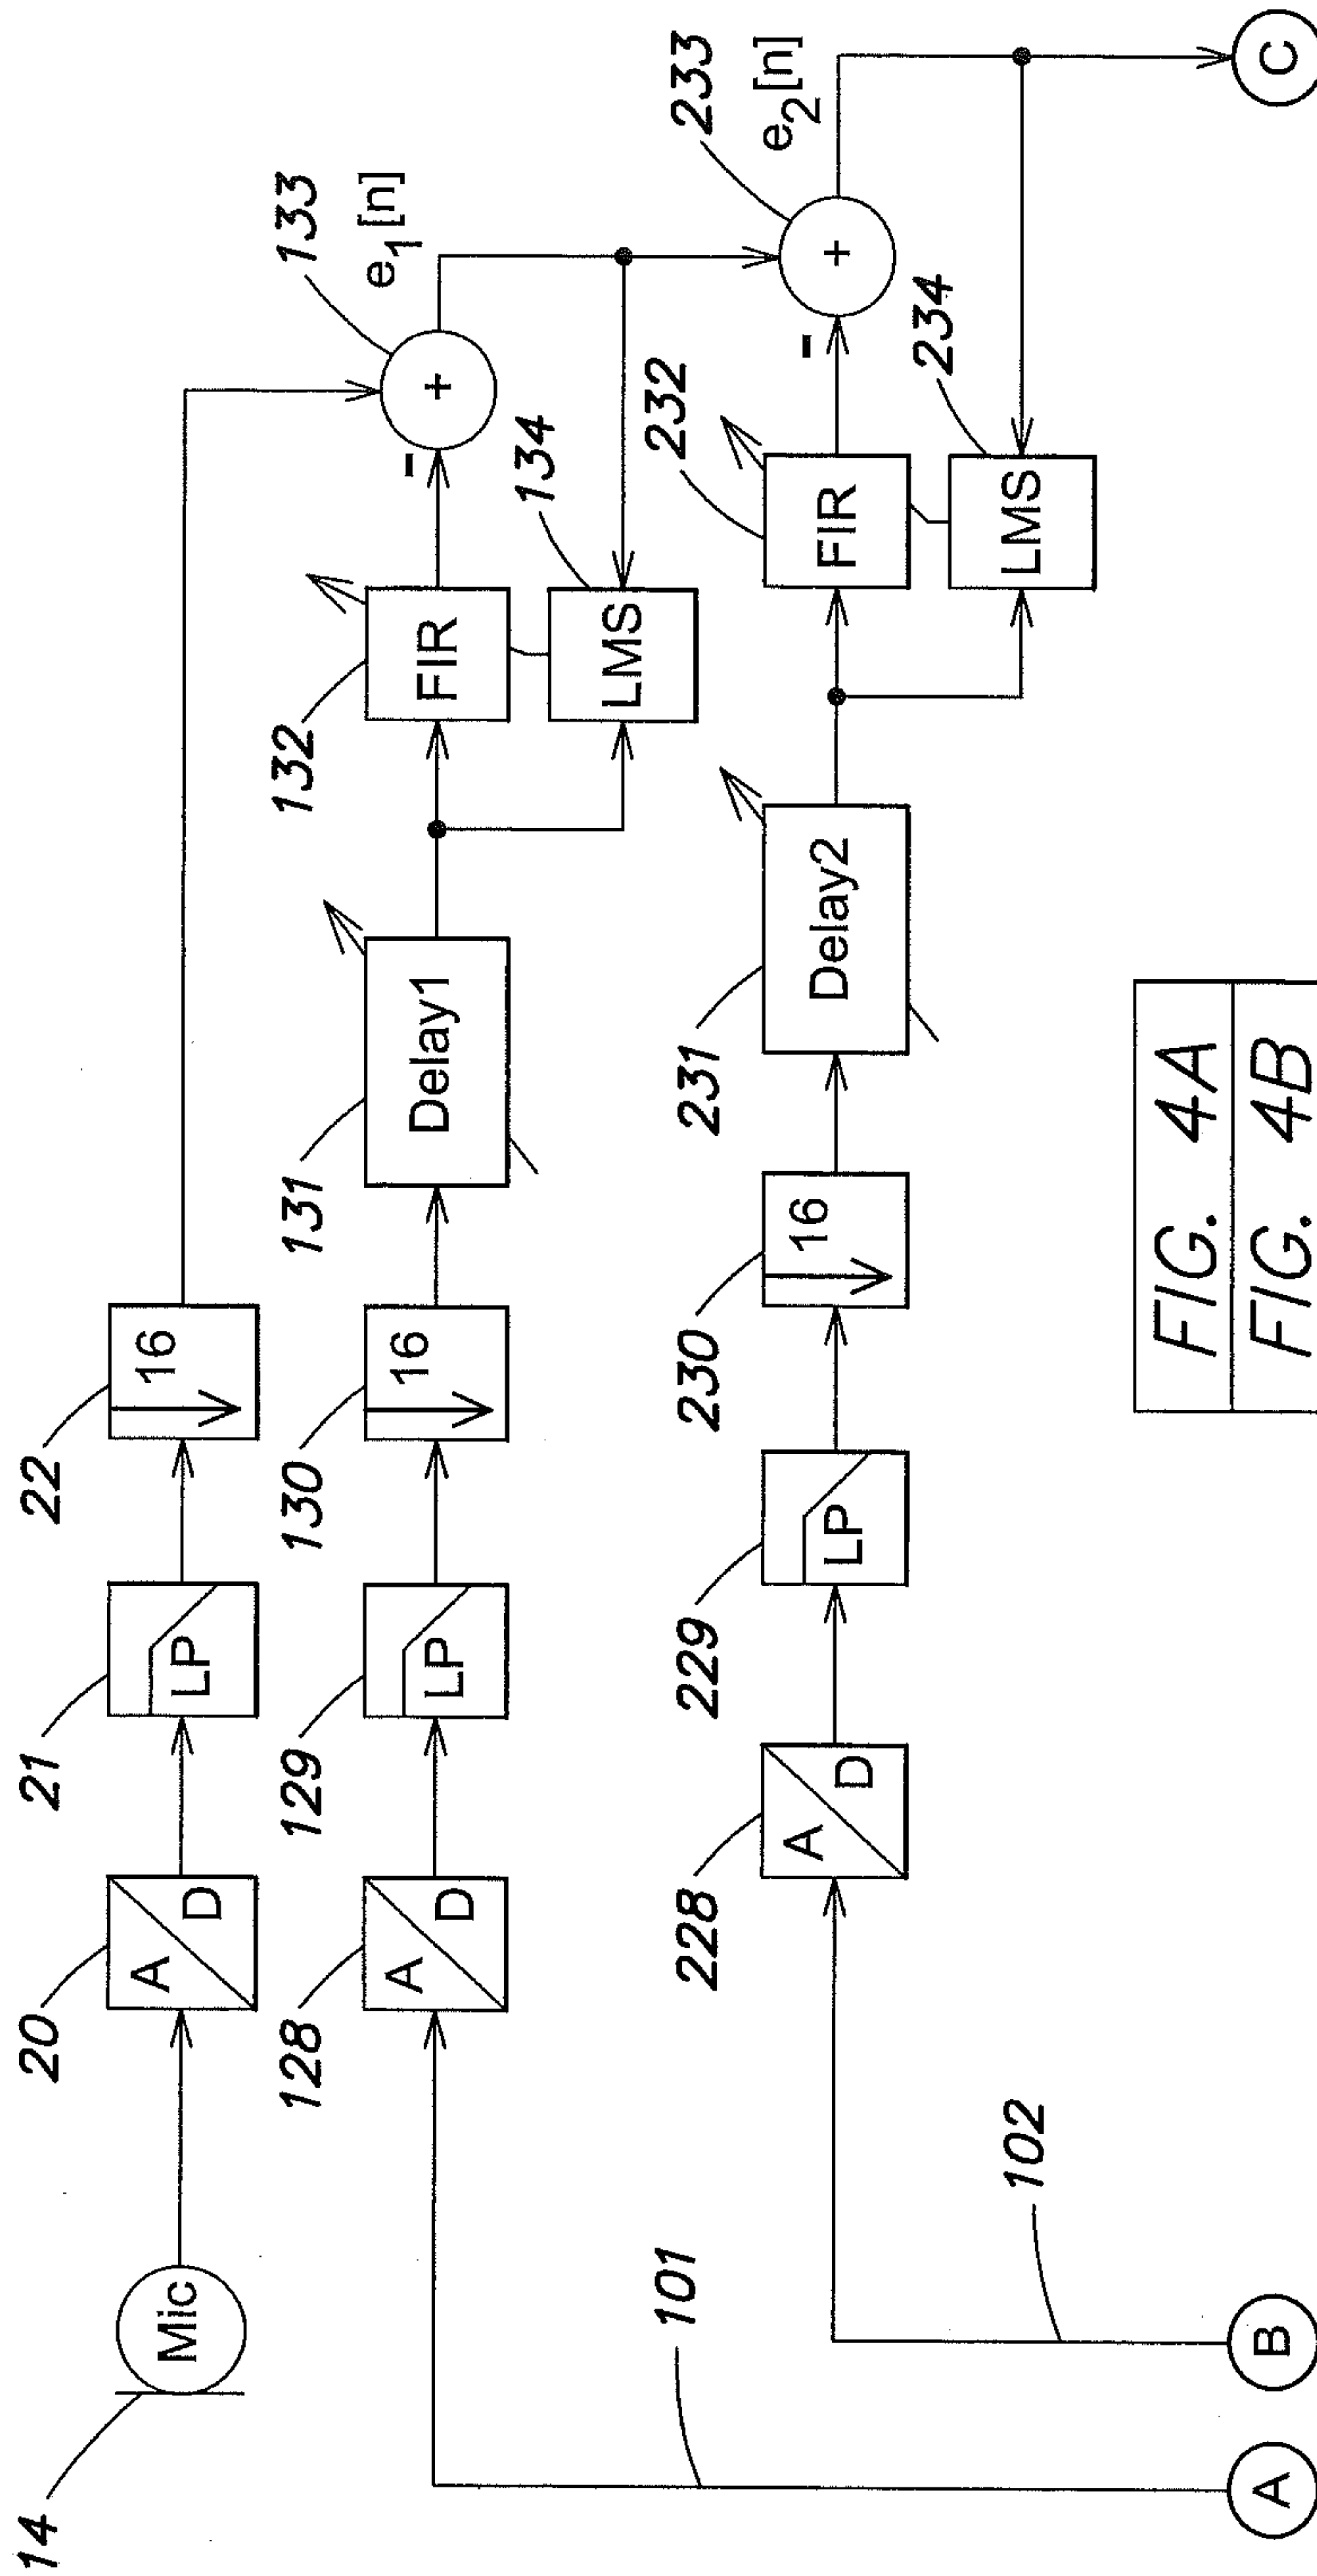 14
Mic
20
A
D
21
LP
22
16
133
e1[n]
101
128
A
D
129
LP
130
16
131
Delay1
132
FIR
+
-
134
LMS
233
e2[n]
102
228
A
D
229
LP
230
16
231
Delay2
232
FIR
+
-
234
LMS
A
B
C
FIG. 4A
FIG. 4B